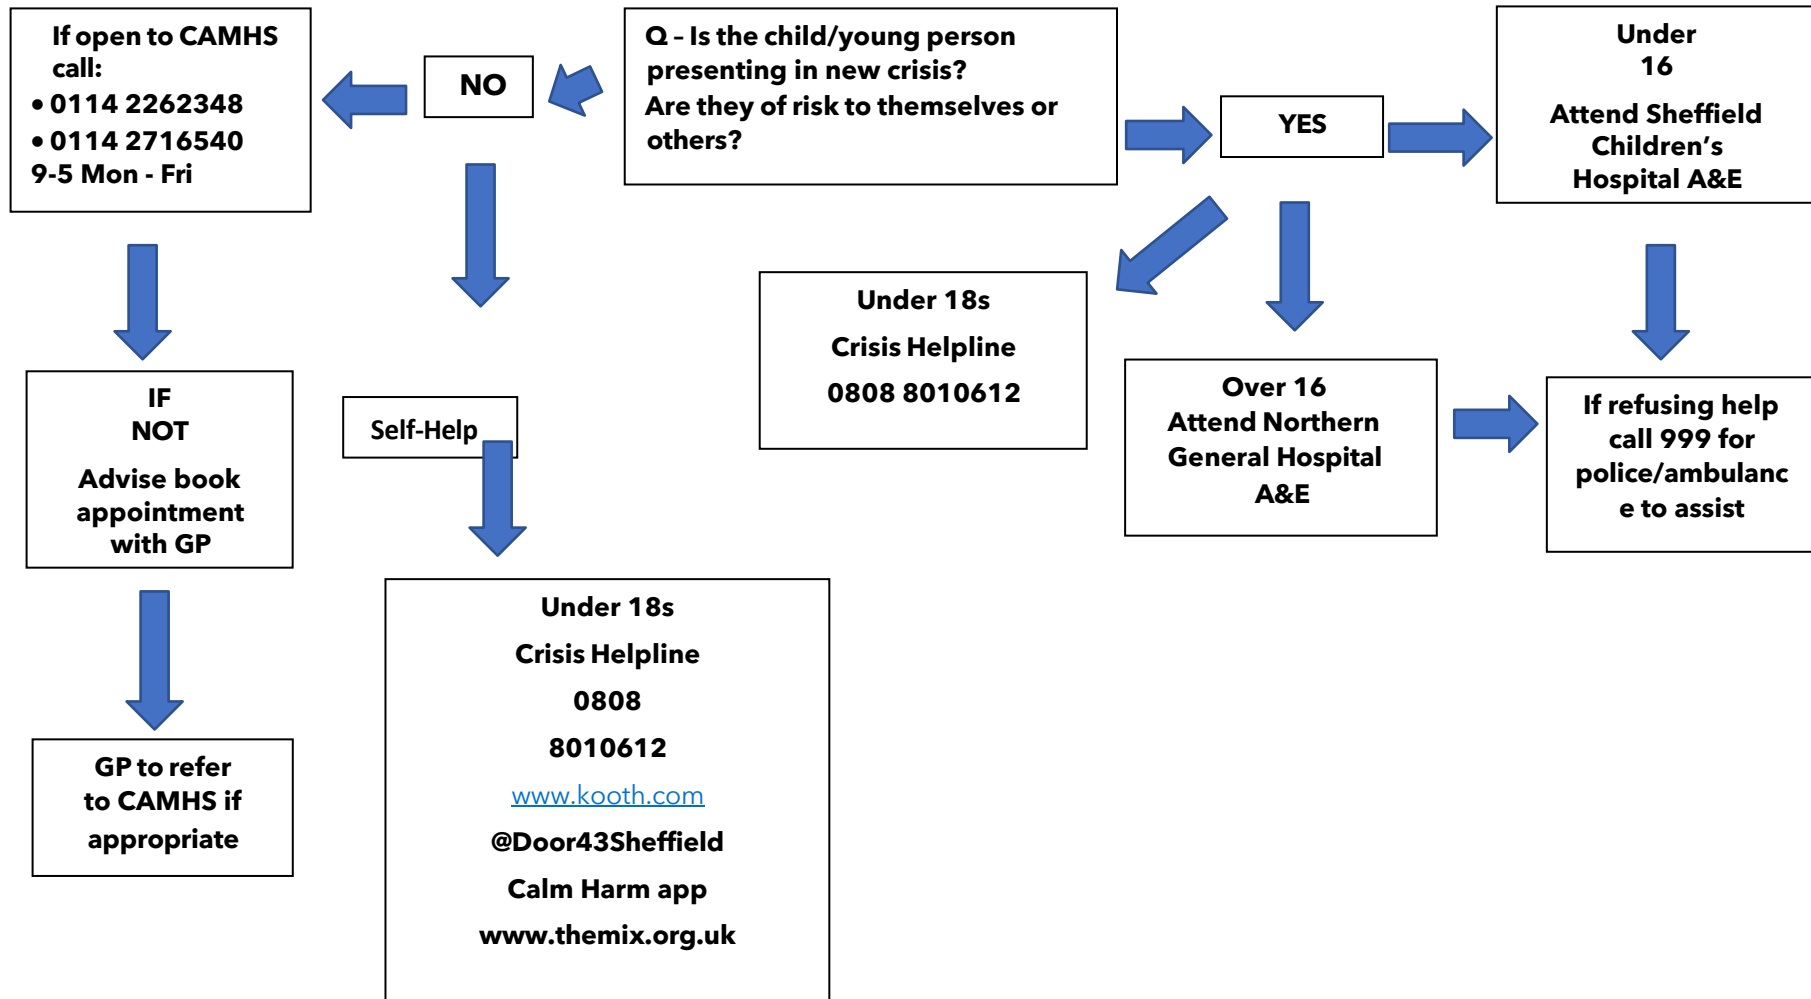 If open to CAMHS
call:
• 0114 2262348
• 0114 2716540
9-5 Mon - Fri
NO
Q – Is the child/young person
presenting in new crisis?
Are they of risk to themselves or
others?
YES
Under
16
Attend Sheffield
Children’s
Hospital A&E
Under 18s
Crisis Helpline
0808 8010612
Over 16
Attend Northern
General Hospital
A&E
If refusing help
call 999 for
police/ambulanc
e to assist
IF
NOT
Advise book
appointment
with GP
Self-Help
Under 18s
Crisis Helpline
0808
8010612
www.kooth.com
@Door43Sheffield
Calm Harm app
www.themix.org.uk
GP to refer
to CAMHS if
appropriate